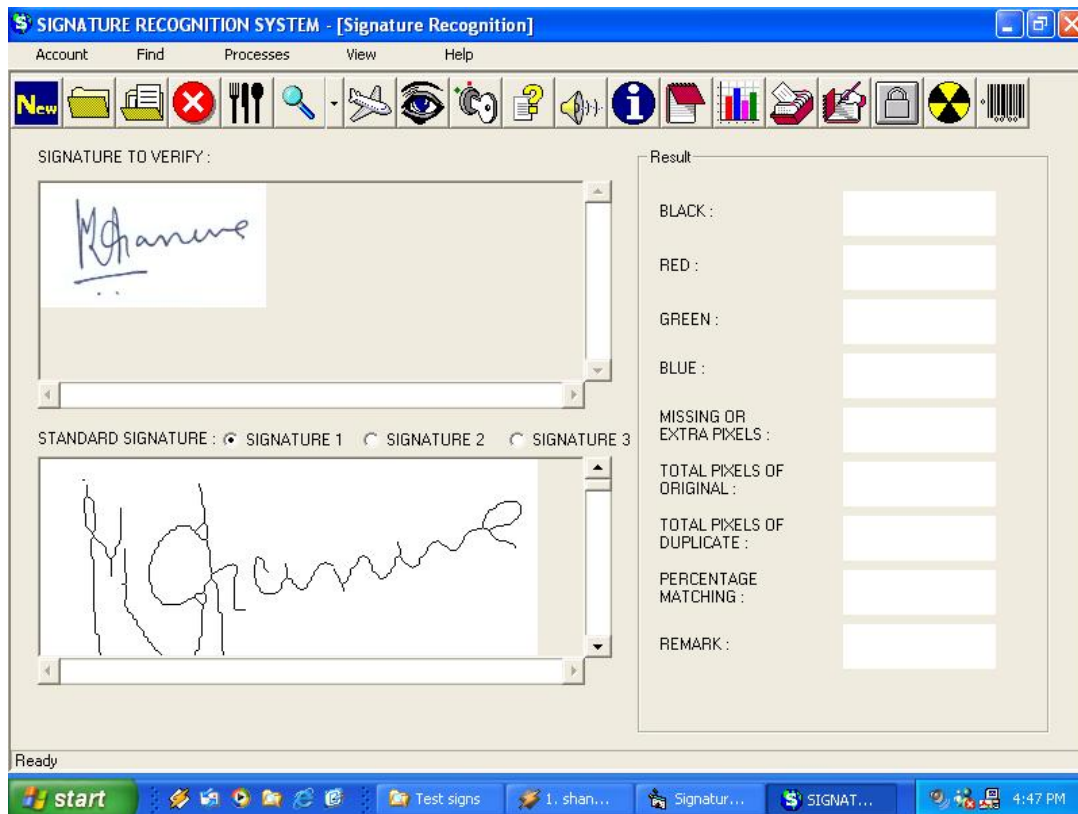 SIGNATURE RECOGNITION SYSTEM - [Signature Recognition]
Account Find Processes View Help
New
SIGNATURE TO VERIFY :
STANDARD SIGNATURE : SIGNATURE 1 SIGNATURE 2 SIGNATURE 3
Result
BLACK :
RED :
GREEN :
BLUE :
MISSING OR
EXTRA PIXELS :
TOTAL PIXELS OF
ORIGINAL :
TOTAL PIXELS OF
DUPLICATE :
PERCENTAGE
MATCHING :
REMARK :
Ready
start Test signs 1. shan... Signatur... SIGNAT... 4:47 PM